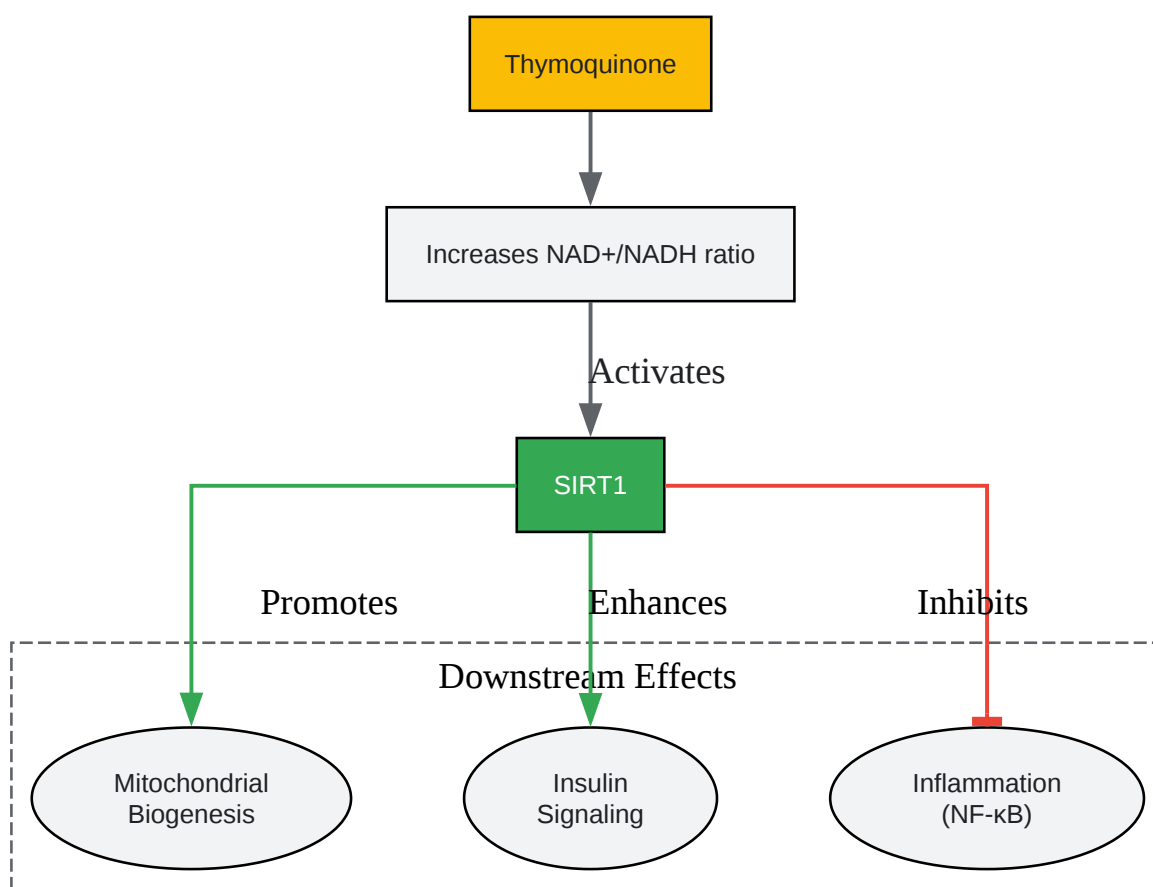 Thymoquinone
Increases NAD+/NADH ratio
Activates
SIRT1
Promotes
Enhances
Inhibits
Downstream Effects
Mitochondrial
Biogenesis
Insulin
Signaling
Inflammation
(NF-κB)